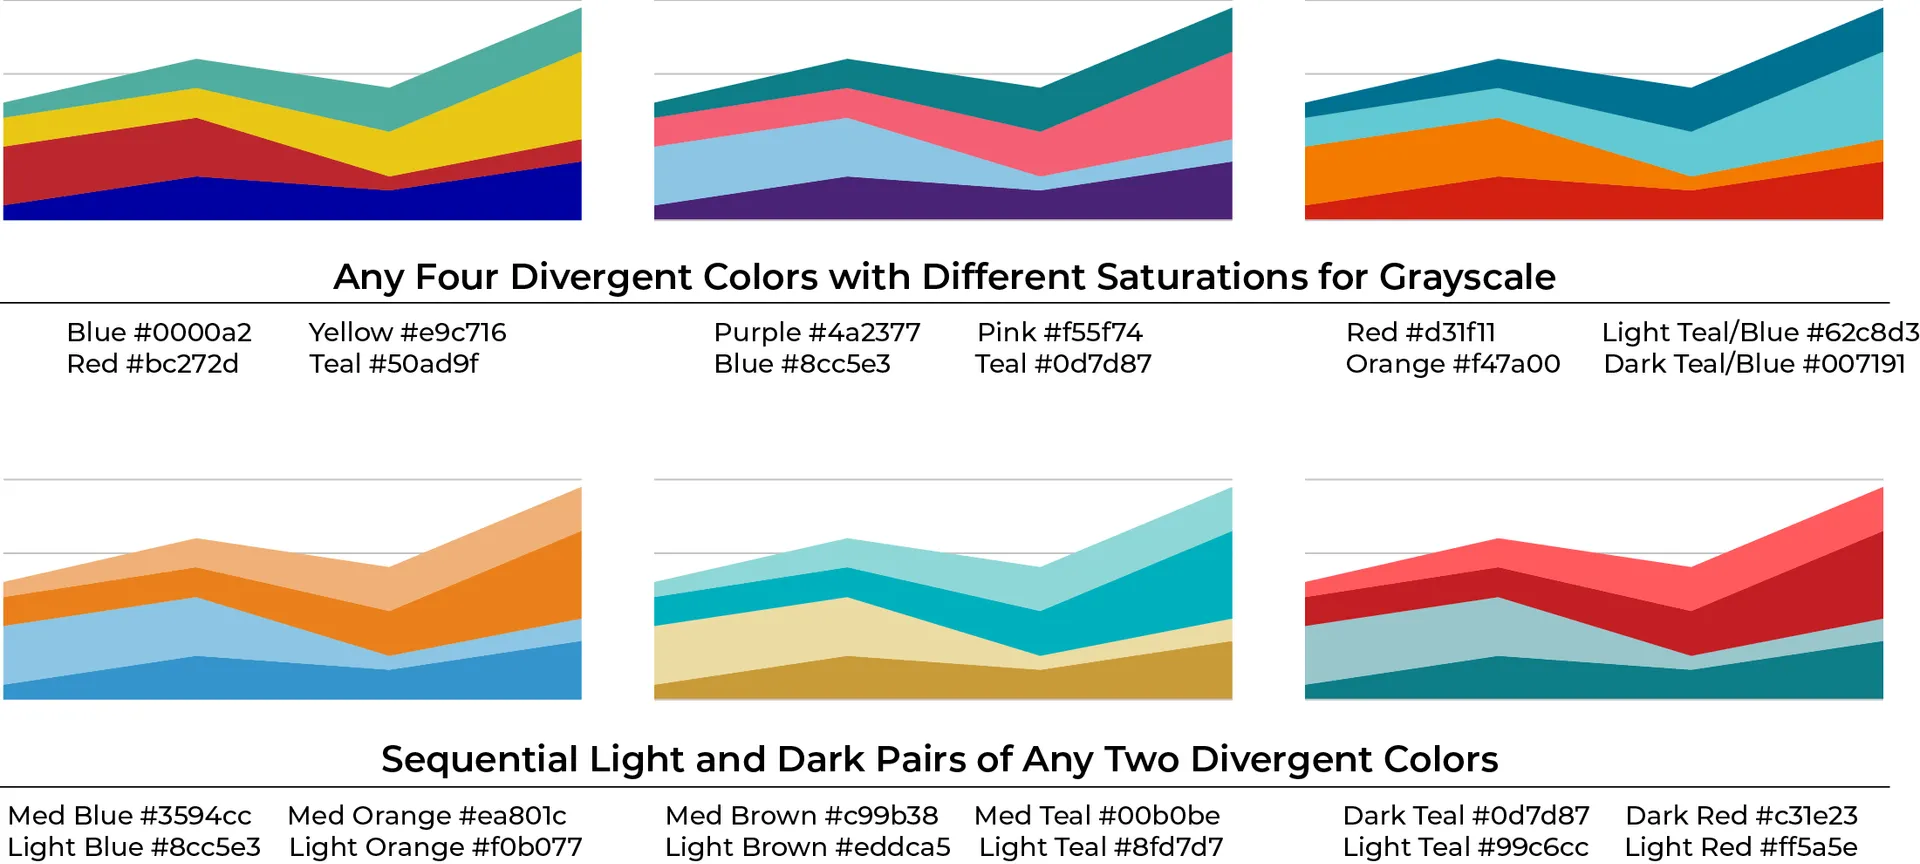 Any Four Divergent Colors with Different Saturations for Grayscale
Blue #0000a2 Yellow #e9c716 Purple #4a2377 Pink #f55f74 Red #d31f11 Light Teal/Blue #62c8d3
Red #bc272d Teal #50ad9f Blue #8cc5e3 Teal #0d7d87 Orange #f47a00 Dark Teal/Blue #007191
Sequential Light and Dark Pairs of Any Two Divergent Colors
Med Blue #3594cc Med Orange #ea801c Med Brown #c99b38 Med Teal #00b0be Dark Teal #0d7d87 Dark Red #c31e23
Light Blue #8cc5e3 Light Orange #f0b077 Light Brown #eddca5 Light Teal #8fd7d7 Light Teal #99c6cc Light Red #ff5a5e